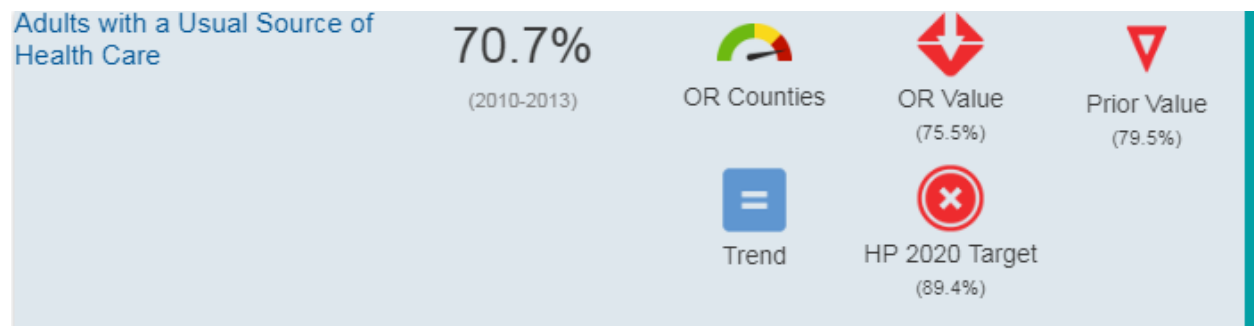 Adults with a Usual Source of
Health Care
70.7%
(2010-2013)
OR Counties
OR Value
(75.5%)
Prior Value
(79.5%)
=
Trend
HP 2020 Target
(89.4%)